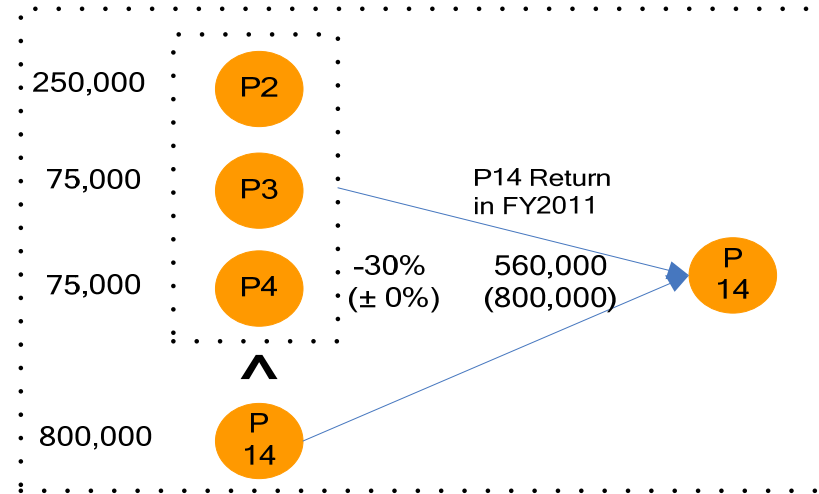 250,000
P2
75,000
P3
P14 Return
in FY2011
75,000
P4
-30%
(± 0%)
560,000
(800,000)
P
14
^
800,000
P
14